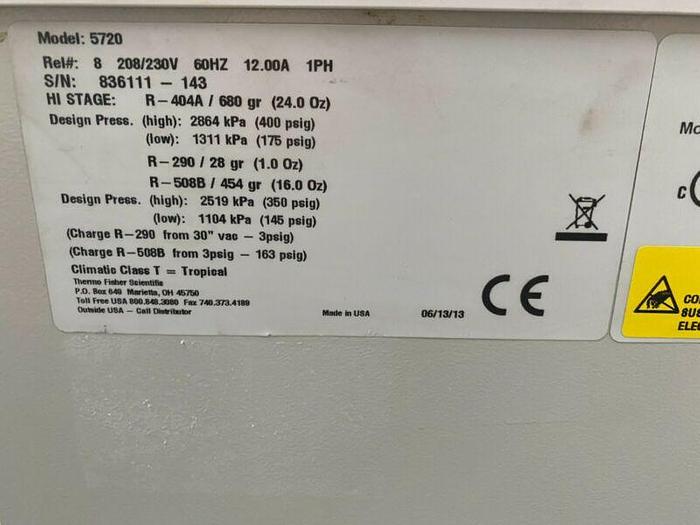 Model: 5720
Rel#: 8 208/230V 60HZ 12.00A 1PH
S/N: 836111 - 143
HI STAGE: R-404A / 680 gr (24.0 Oz)
Design Press. (high): 2864 kPa (400 psig)
(low): 1311 kPa (175 psig)
R-290 / 28 gr (1.0 Oz)
R-508B / 454 gr (16.0 Oz)
Design Press. (high): 2519 kPa (350 psig)
(low): 1104 kPa (145 psig)
(Charge R-290 from 30" vac - 3psig)
(Charge R-508B from 3psig - 163 psig)
Climatic Class T = Tropical
Thermo Fisher Scientific
P.O. Box 649 Marietta, OH 45750
Toll Free USA 800.848.3080 Fax 740.373.4189
Outside USA - Call Distributor
Made in USA
06/13/13
CE